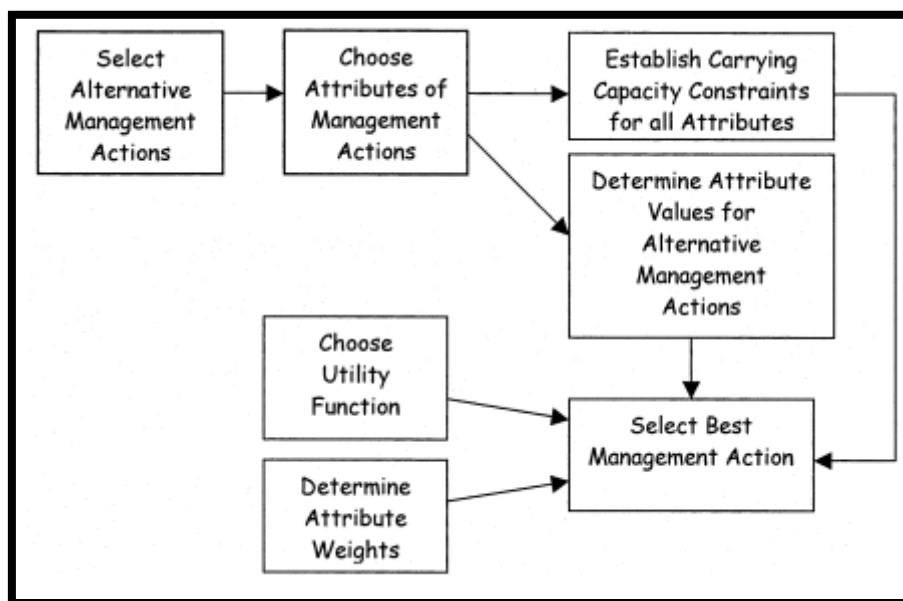 Select
Alternative
Management
Actions
Choose
Attributes of
Management
Actions
Establish Carrying
Capacity Constraints
for all Attributes
Determine Attribute
Values for
Alternative
Management
Actions
Choose
Utility
Function
Select Best
Management Action
Determine
Attribute
Weights